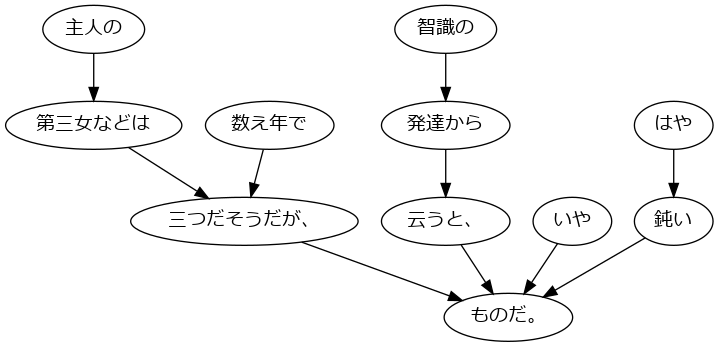 主人の
智識の
第三女などは
数え年で
発達から
はや
三つだそうだが、
云うと、
いや
鈍い
ものだ。